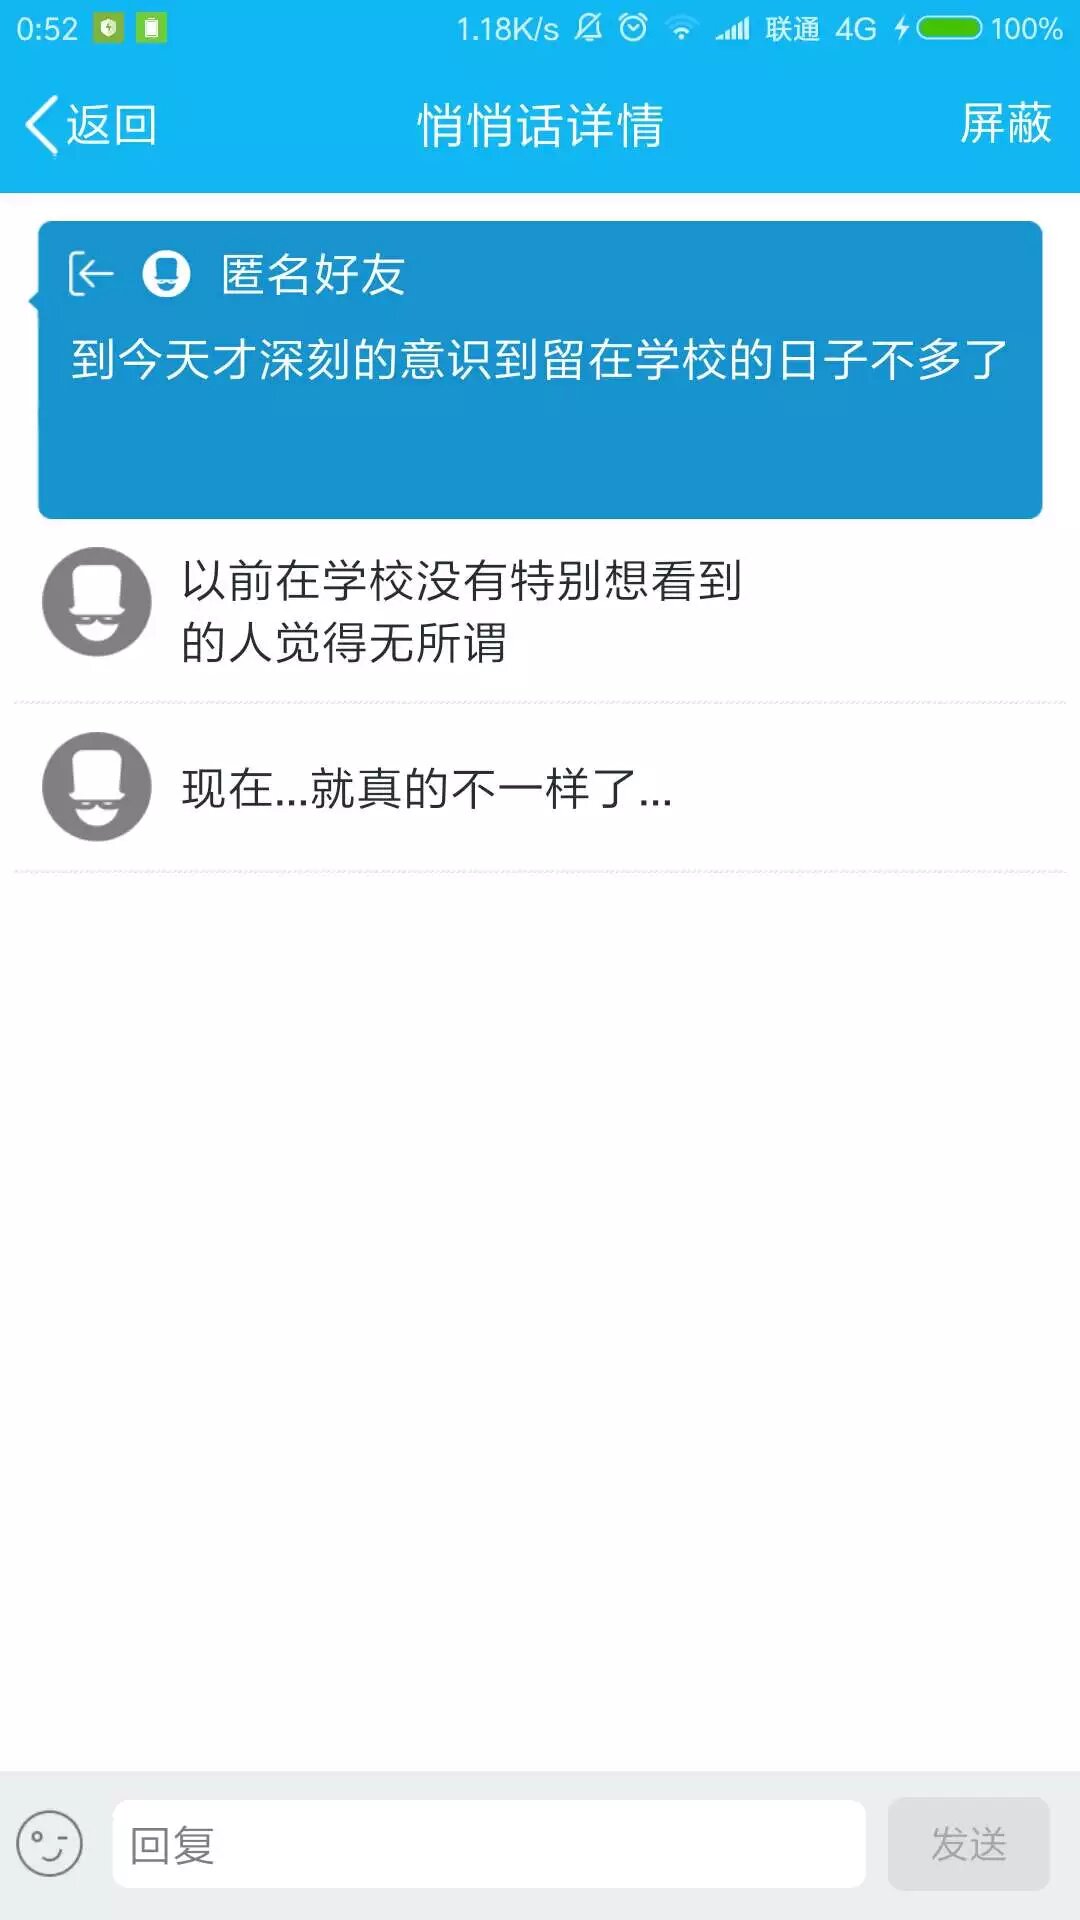 0:52 1.18K/s 联通 4G 100%
返回 悄悄话详情 屏蔽
匿名好友
到今天才深刻的意识到留在学校的日子不多了
以前在学校没有特别想看到
的人觉得无所谓
现在...就真的不一样了...
回复 发送